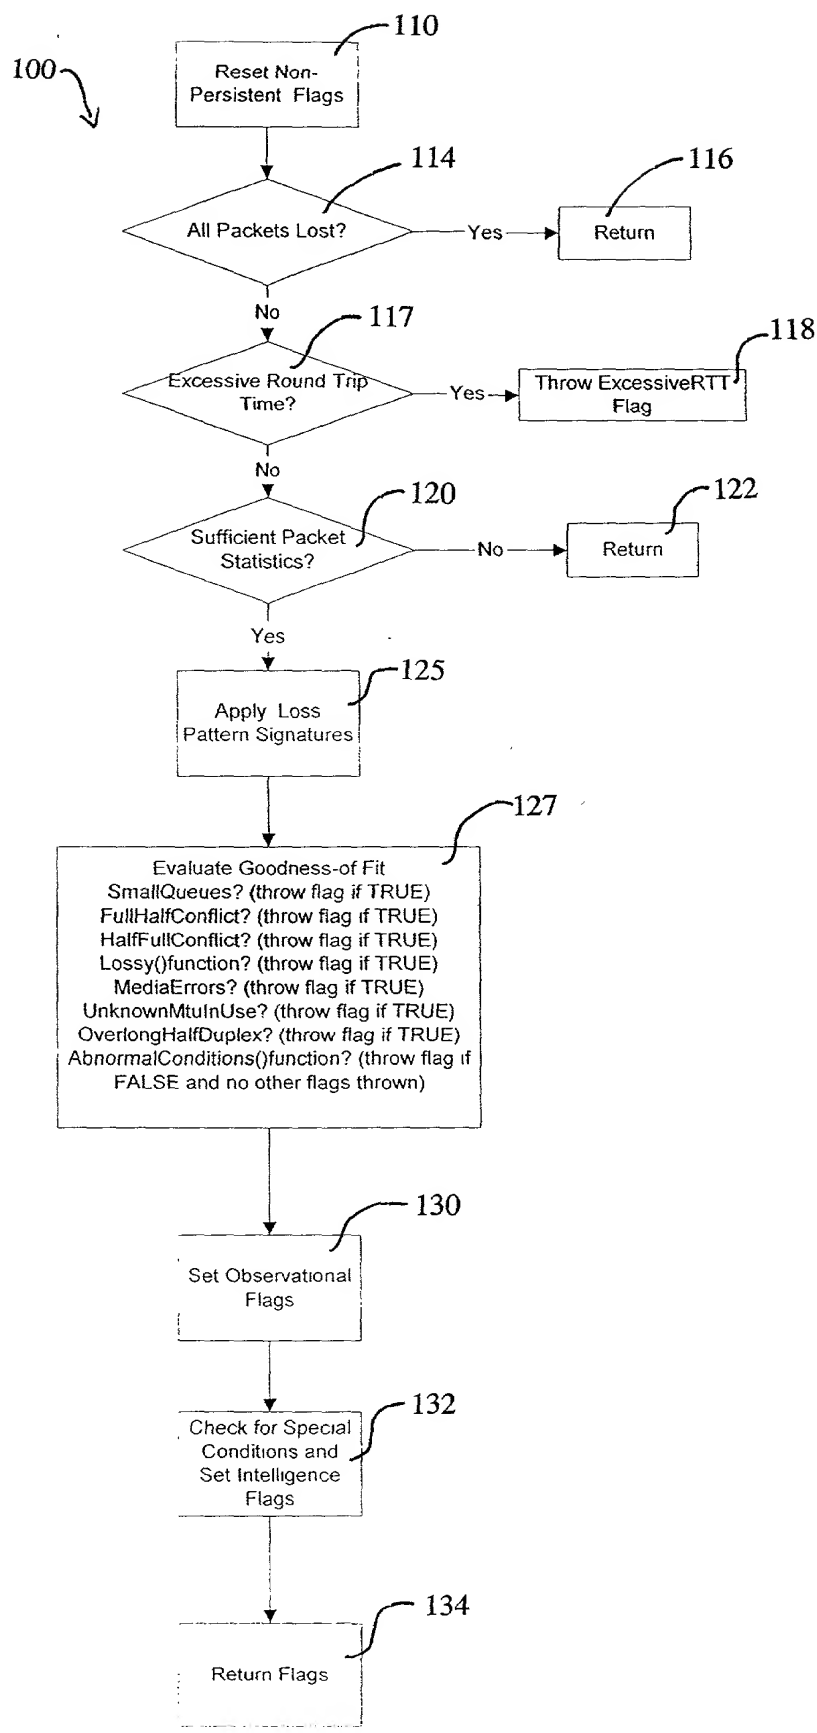 110
100
Reset Non-
Persistent Flags
114
116
All Packets Lost?
Yes
Return
No
117
118
Excessive Round Trip
Time?
Yes
Throw ExcessiveRTT
Flag
No
120
122
Sufficient Packet
Statistics?
No
Return
Yes
125
Apply Loss
Pattern Signatures
127
Evaluate Goodness-of Fit
SmallQueues? (throw flag if TRUE)
FullHalfConflict? (throw flag if TRUE)
HalfFullConflict? (throw flag if TRUE)
Lossy()function? (throw flag if TRUE)
MediaErrors? (throw flag if TRUE)
UnknownMtuInUse? (throw flag if TRUE)
OverlongHalfDuplex? (throw flag if TRUE)
AbnormalConditions()function? (throw flag if
FALSE and no other flags thrown)
130
Set Observational
Flags
132
Check for Special
Conditions and
Set Intelligence
Flags
134
Return Flags